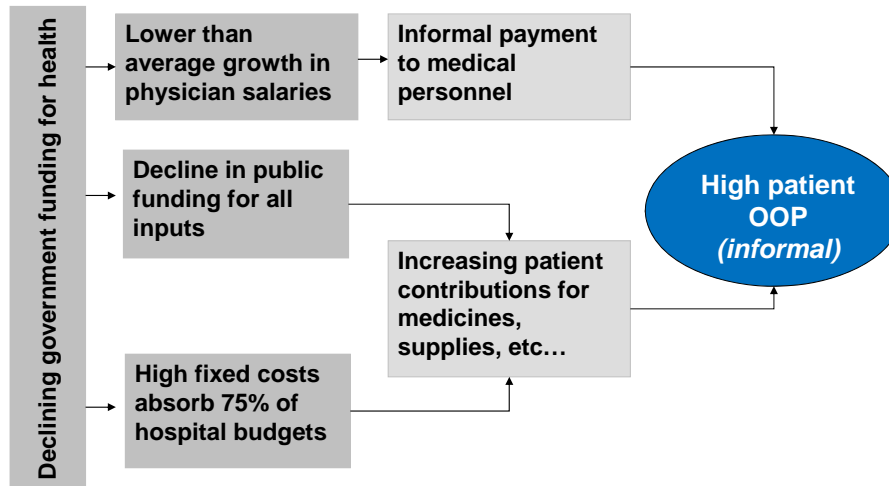 Declining government funding for health
Lower than
average growth in
physician salaries
Informal payment
to medical
personnel
Decline in public
funding for all
inputs
High patient
OOP
(informal)
Increasing patient
contributions for
medicines,
supplies, etc…
High fixed costs
absorb 75% of
hospital budgets